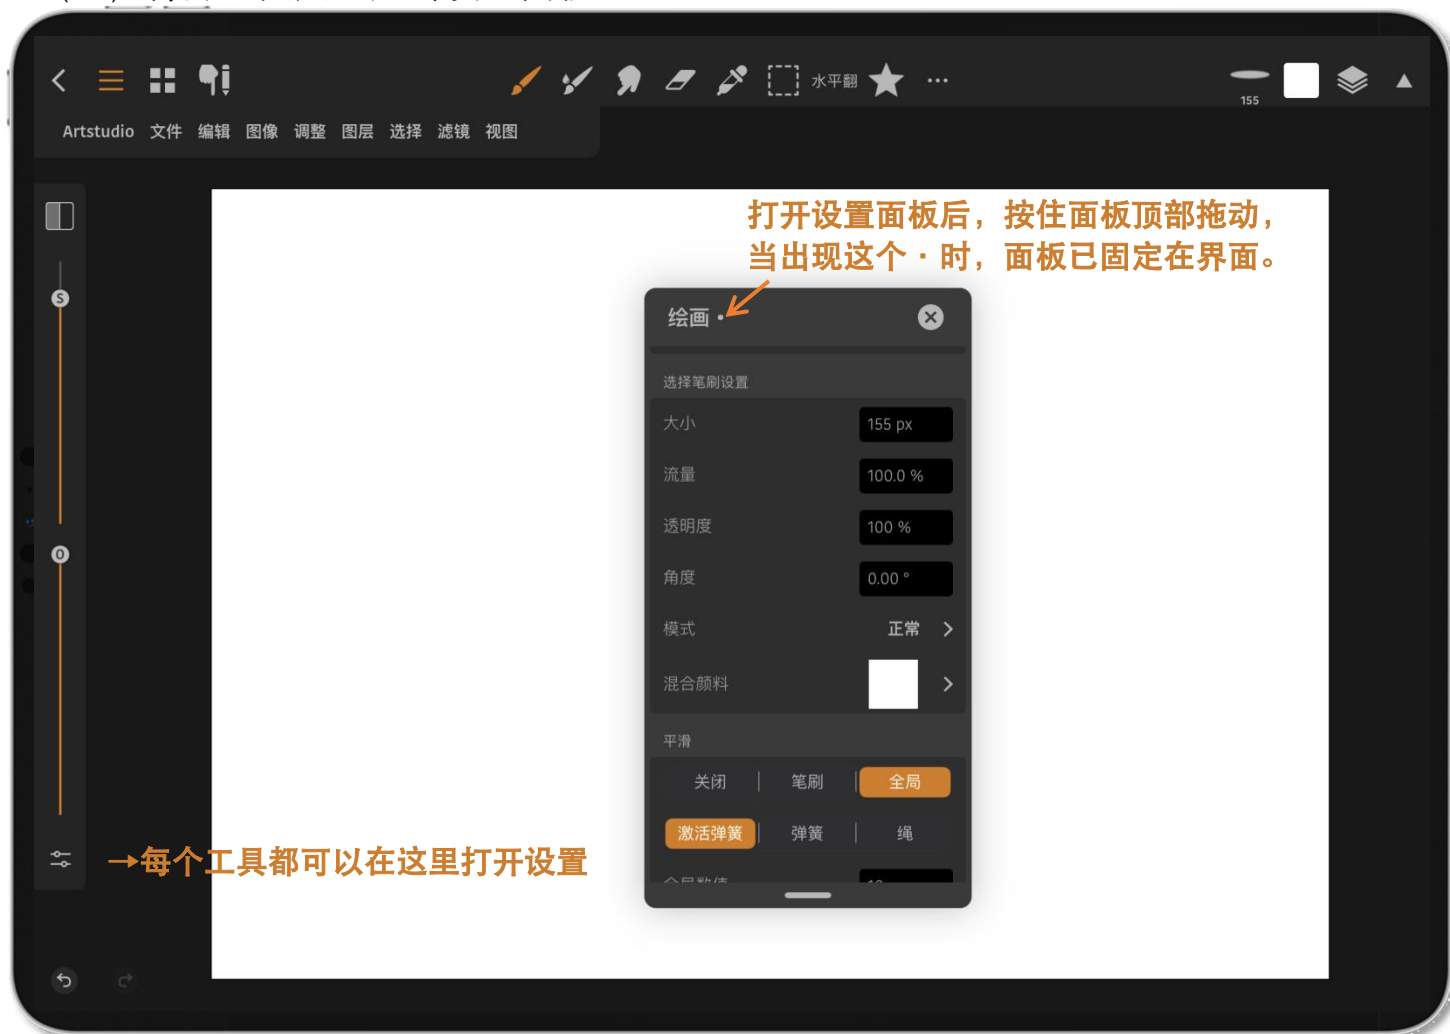 水平翻
155
Artstudio 文件 编辑 图像 调整 图层 选择 滤镜 视图
打开设置面板后，按住面板顶部拖动，
当出现这个·时，面板已固定在界面。
S
绘画 •
选择笔刷设置
大小 155 px
流量 100.0 %
透明度 100 %
O
角度 0.00 °
模式 正常
混合颜料
平滑
关闭 笔刷 全局
激活弹簧 弹簧 绳
→每个工具都可以在这里打开设置